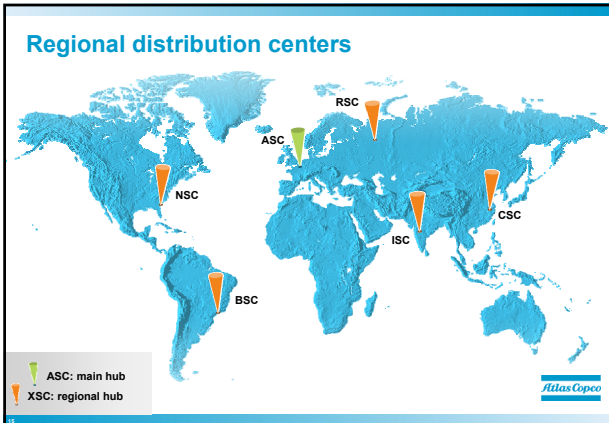 Regional distribution centers
RSC
ASC
NSC
CSC
ISC
BSC
ASC: main hub
XSC: regional hub
Atlas Copco